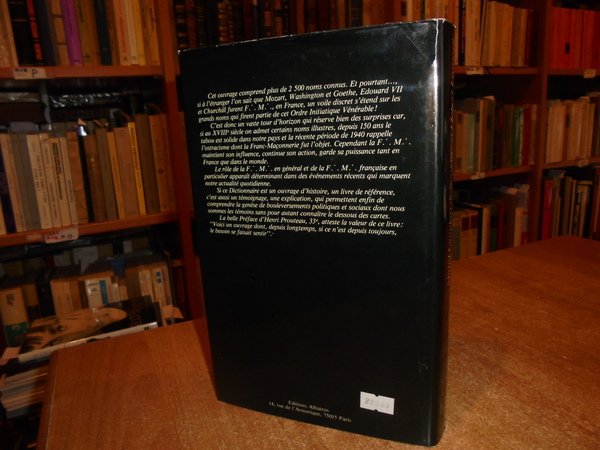 Cet ouvrage comprend plus de 2 500 noms connus. Et pourtant...,
si à l'étranger l'on sait que Mozart, Washington et Goethe, Edouard VII
et Churchill furent F.˙. M.˙., en France, un voile discret s'étend sur les
grands noms qui firent partie de cet Ordre Initiatique Vénérable !
C'est donc un vaste tour d'horizon qui réserve bien des surprises car,
si au XVIIIᵉ siècle on admet certains noms illustres, depuis 150 ans le
tabou est solide dans notre pays et la récente période de 1940 rappelle
l'ostracisme dont la Franc-Maçonnerie fut l'objet. Cependant la F.˙. M.˙.
maintient son influence, continue son action, garde sa puissance tant en
france que dans le monde.
Le rôle de la F.˙. M.˙. en général et de la F.˙. M.˙. française en
particulier apparaît déterminant dans des événements récents qui marquent
notre actualité quotidienne.
Si ce Dictionnaire est un ouvrage d'histoire, un livre de référence,
c'est aussi un témoignage, une explication, qui permettent enfin de
comprendre la genèse de bouleversements politiques et sociaux dont nous
sommes les témoins sans pour autant connaître le dessous des cartes.
La belle Préface d'Henri Prouteau, 33ᵉ, atteste la valeur de ce livre :
"Voici un ouvrage dont, depuis longtemps, si ce n'est depuis toujours,
le besoin se faisait sentir".
Editions Albatros
14, rue de l'Armorique, 75015 Paris